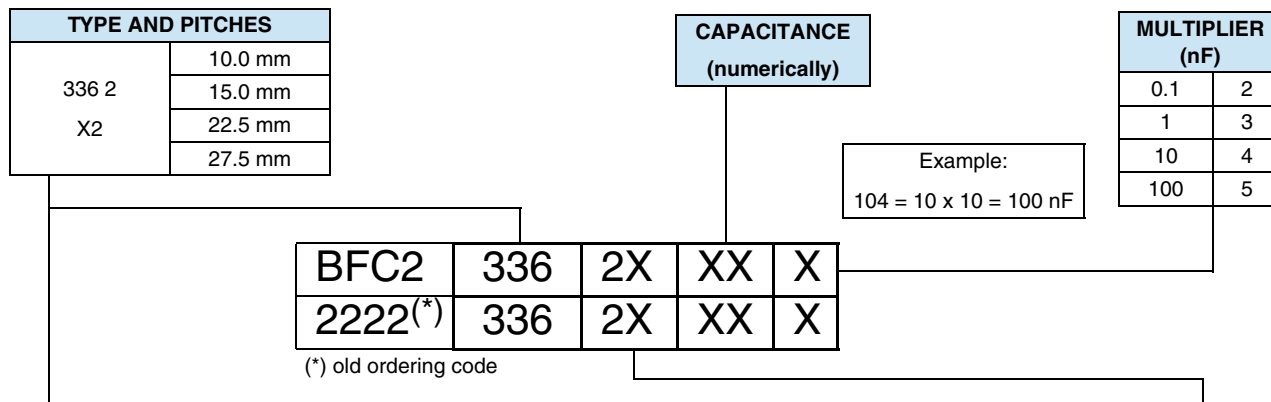 TYPE AND PITCHES
336 2
X2
10.0 mm
15.0 mm
22.5 mm
27.5 mm
CAPACITANCE
(numerically)
MULTIPLIER
(nF)
0.1 2
1 3
10 4
100 5
Example:
104 = 10 x 10 = 100 nF
BFC2 336 2X XX X
2222(*) 336 2X XX X
(*) old ordering code